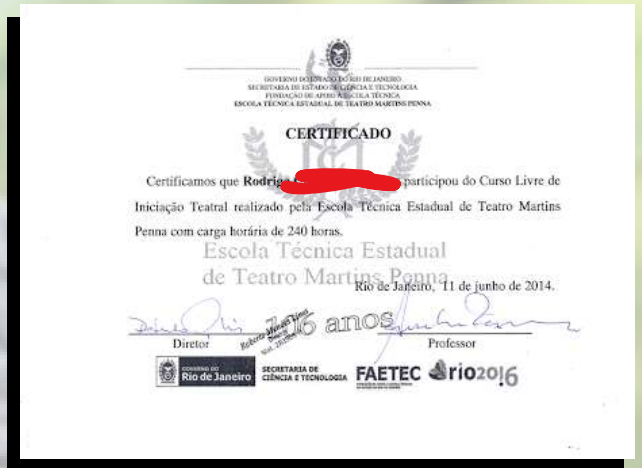 GOVERNO DO ESTADO DO RIO DE JANEIRO
SECRETARIA DE ESTADO DE CIÊNCIA E TECNOLOGIA
FUNDAÇÃO DE APOIO À ESCOLA TÉCNICA
ESCOLA TÉCNICA ESTADUAL DE TEATRO MARTINS PENNA
CERTIFICADO
Certificamos que Rodrigo participou do Curso Livre de
Iniciação Teatral realizado pela Escola Técnica Estadual de Teatro Martins
Penna com carga horária de 240 horas.
Escola Técnica Estadual
de Teatro Martins Penna
Rio de Janeiro, 11 de junho de 2014.
anos
Diretor
Professor
GOVERNO DO
Rio de Janeiro
SECRETARIA DE
CIÊNCIA E TECNOLOGIA
FAETEC
rio2016